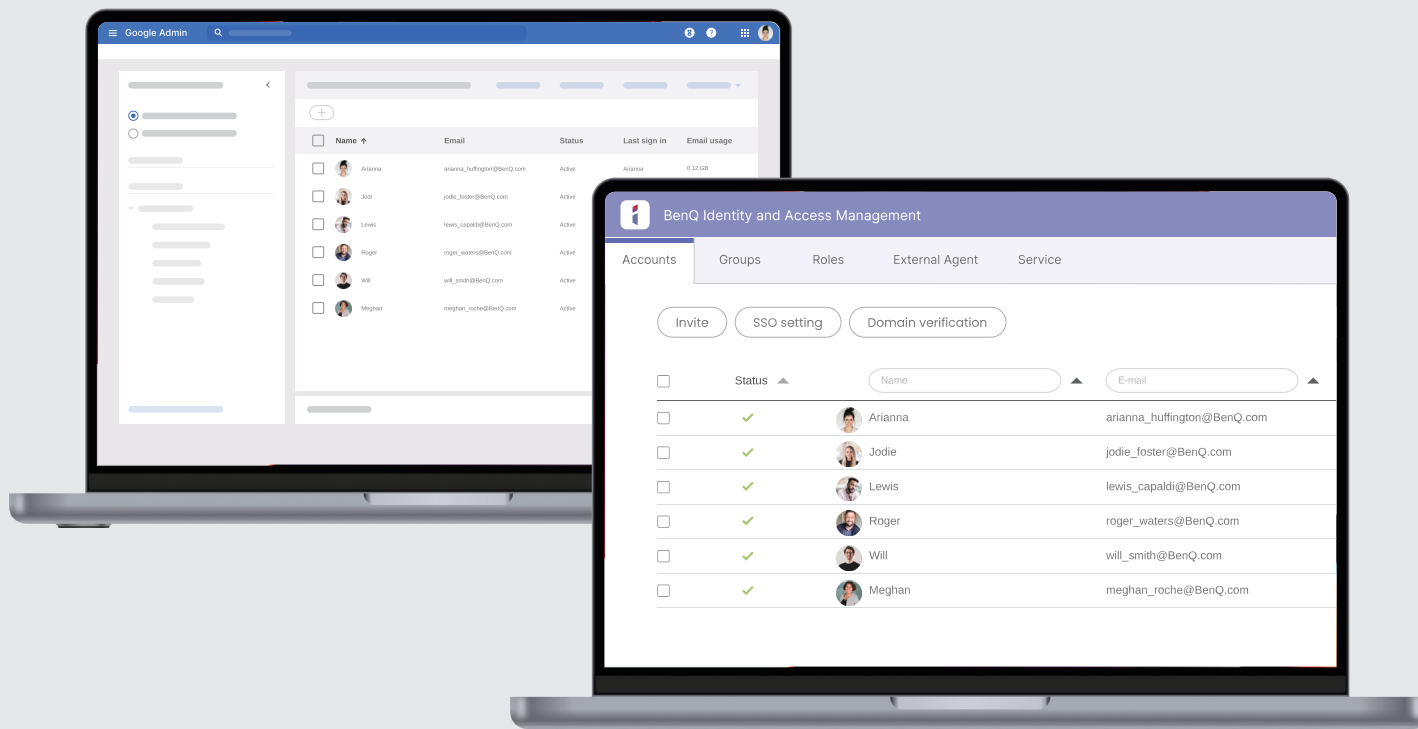 Google Admin
Name Email Status Last sign in Email usage
Arianna arianna_huffington@BenQ.com Active Arianna 0.12 GB
Jodi jodie_foster@BenQ.com Active
Lewis lewis_capaldi@BenQ.com Active
Roger roger_waters@BenQ.com Active
Will will_smith@BenQ.com Active
Meghan meghan_roche@BenQ.com Active
BenQ Identity and Access Management
Accounts Groups Roles External Agent Service
Invite SSO setting Domain verification
Status Name E-mail
Arianna arianna_huffington@BenQ.com
Jodie jodie_foster@BenQ.com
Lewis lewis_capaldi@BenQ.com
Roger roger_waters@BenQ.com
Will will_smith@BenQ.com
Meghan meghan_roche@BenQ.com